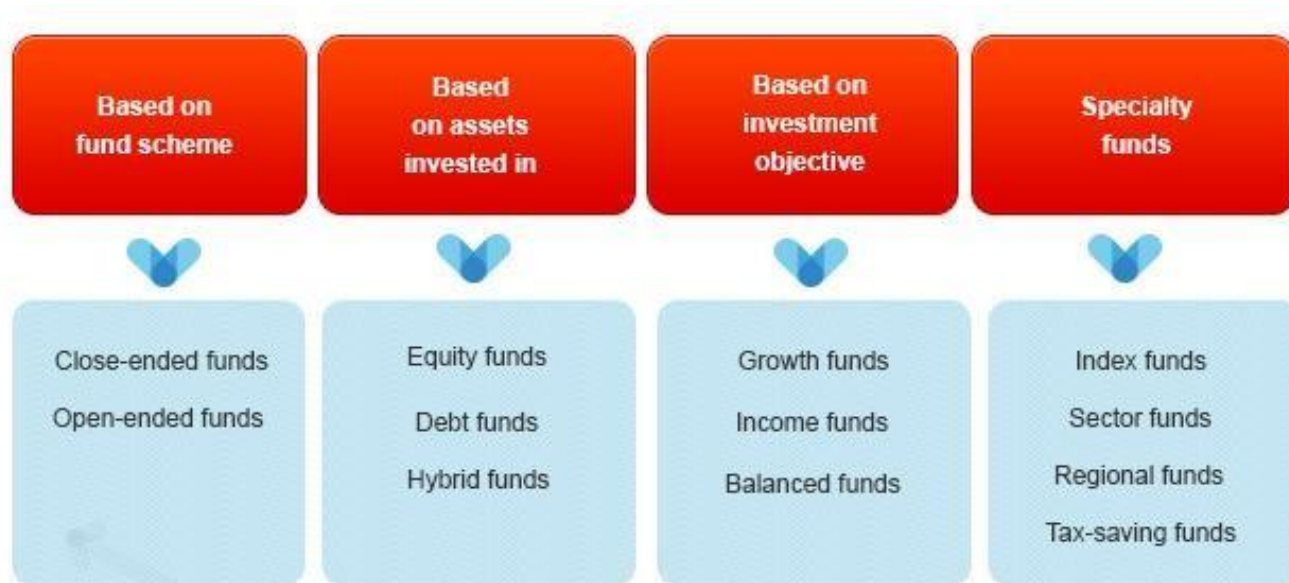 Based on
fund scheme
Close-ended funds
Open-ended funds
Based
on assets
invested in
Equity funds
Debt funds
Hybrid funds
Based on
investment
objective
Growth funds
Income funds
Balanced funds
Specialty
funds
Index funds
Sector funds
Regional funds
Tax-saving funds